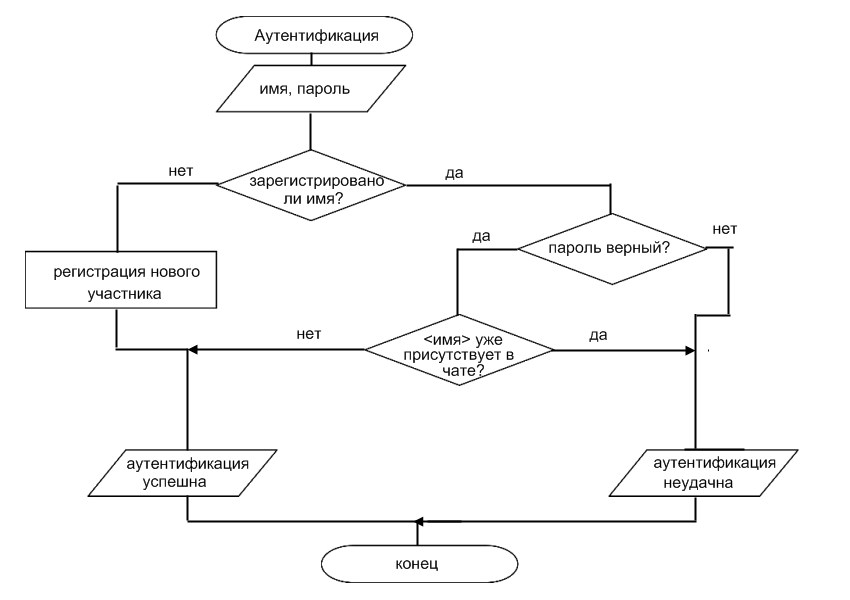 Аутентификация
имя, пароль
нет
да
зарегистрировано
ли имя?
да
нет
пароль верный?
регистрация нового
участника
нет
<имя> уже
присутствует в
чате?
да
аутентификация
успешна
аутентификация
неудачна
конец